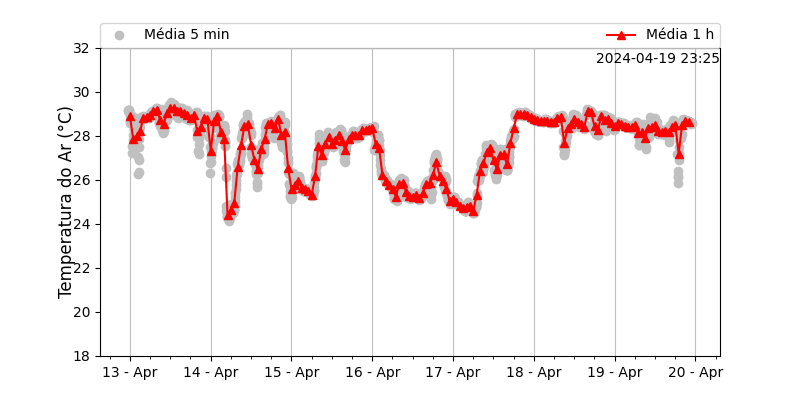 Média 5 min
Média 1 h
2024-04-19 23:25
Temperatura do Ar (°C)
32
30
28
26
24
22
20
18
13 - Apr
14 - Apr
15 - Apr
16 - Apr
17 - Apr
18 - Apr
19 - Apr
20 - Apr